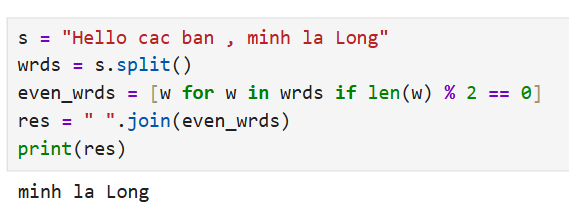 s = "Hello cac ban , minh la Long"
wrds = s.split()
even_wrds = [w for w in wrds if len(w) % 2 == 0]
res = " ".join(even_wrds)
print(res)
minh la Long